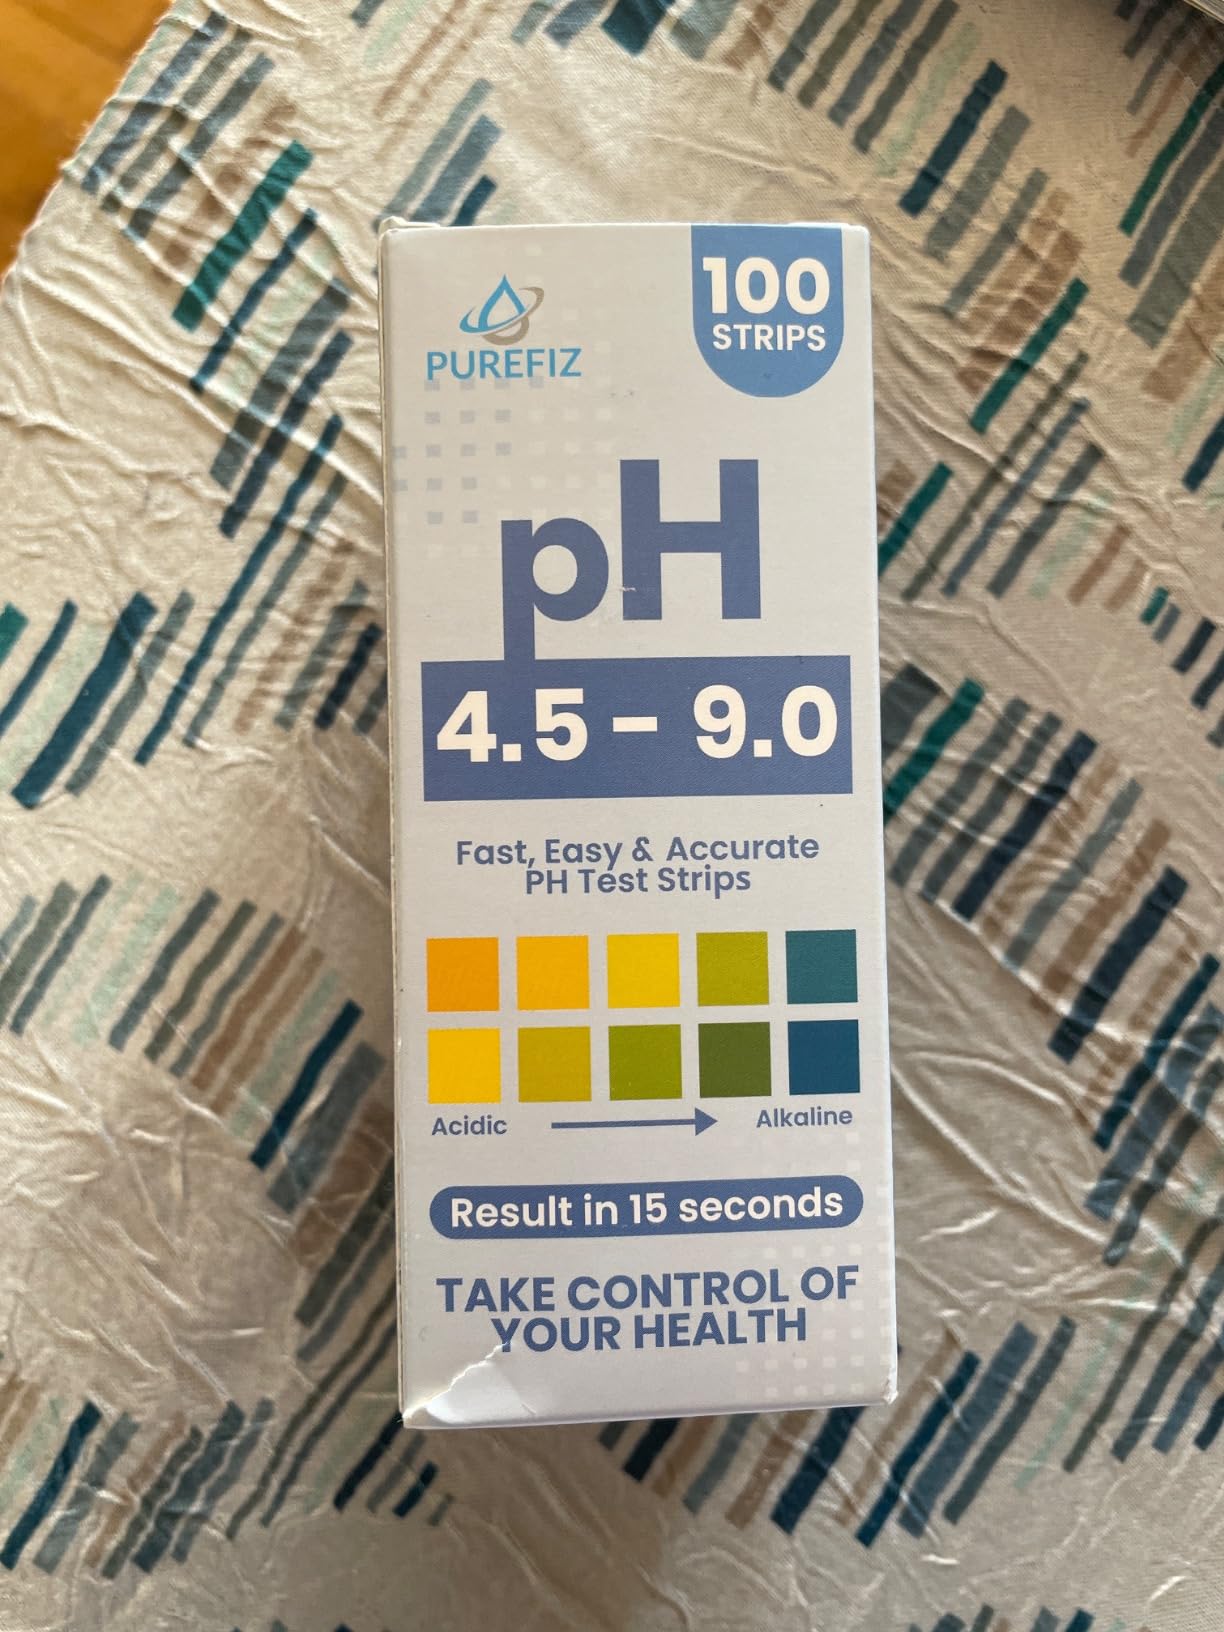 PUREFIZ
100
STRIPS
pH
4.5 - 9.0
Fast, Easy & Accurate
PH Test Strips
Acidic
Alkaline
Result in 15 seconds
TAKE CONTROL OF
YOUR HEALTH